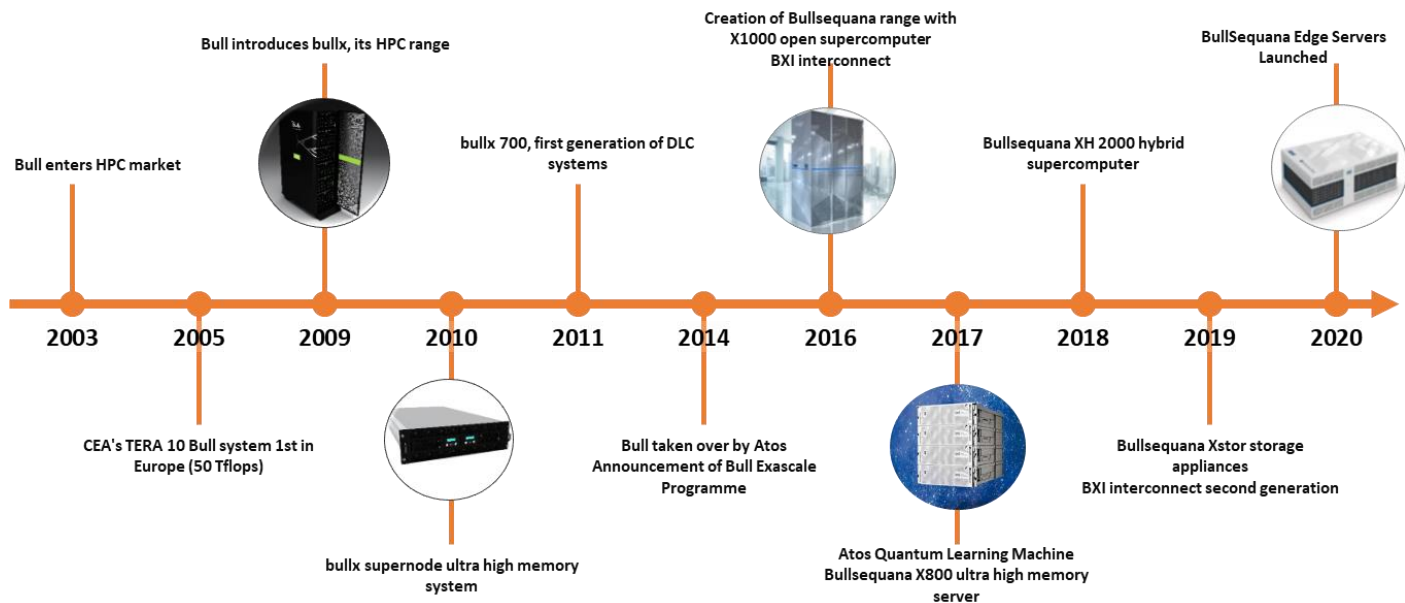 Bull enters HPC market
Bull introduces bullx, its HPC range
bullx 700, first generation of DLC
systems
Creation of Bullsequana range with
X1000 open supercomputer
BXI interconnect
Bullsequana XH 2000 hybrid
supercomputer
BullSequana Edge Servers
Launched
2003
2005
2009
2010
2011
2014
2016
2017
2018
2019
2020
CEA's TERA 10 Bull system 1st in
Europe (50 Tflops)
bullx supernode ultra high memory
system
Bull taken over by Atos
Announcement of Bull Exascale
Programme
Atos Quantum Learning Machine
Bullsequana X800 ultra high memory
server
Bullsequana Xstor storage
appliances
BXI interconnect second generation